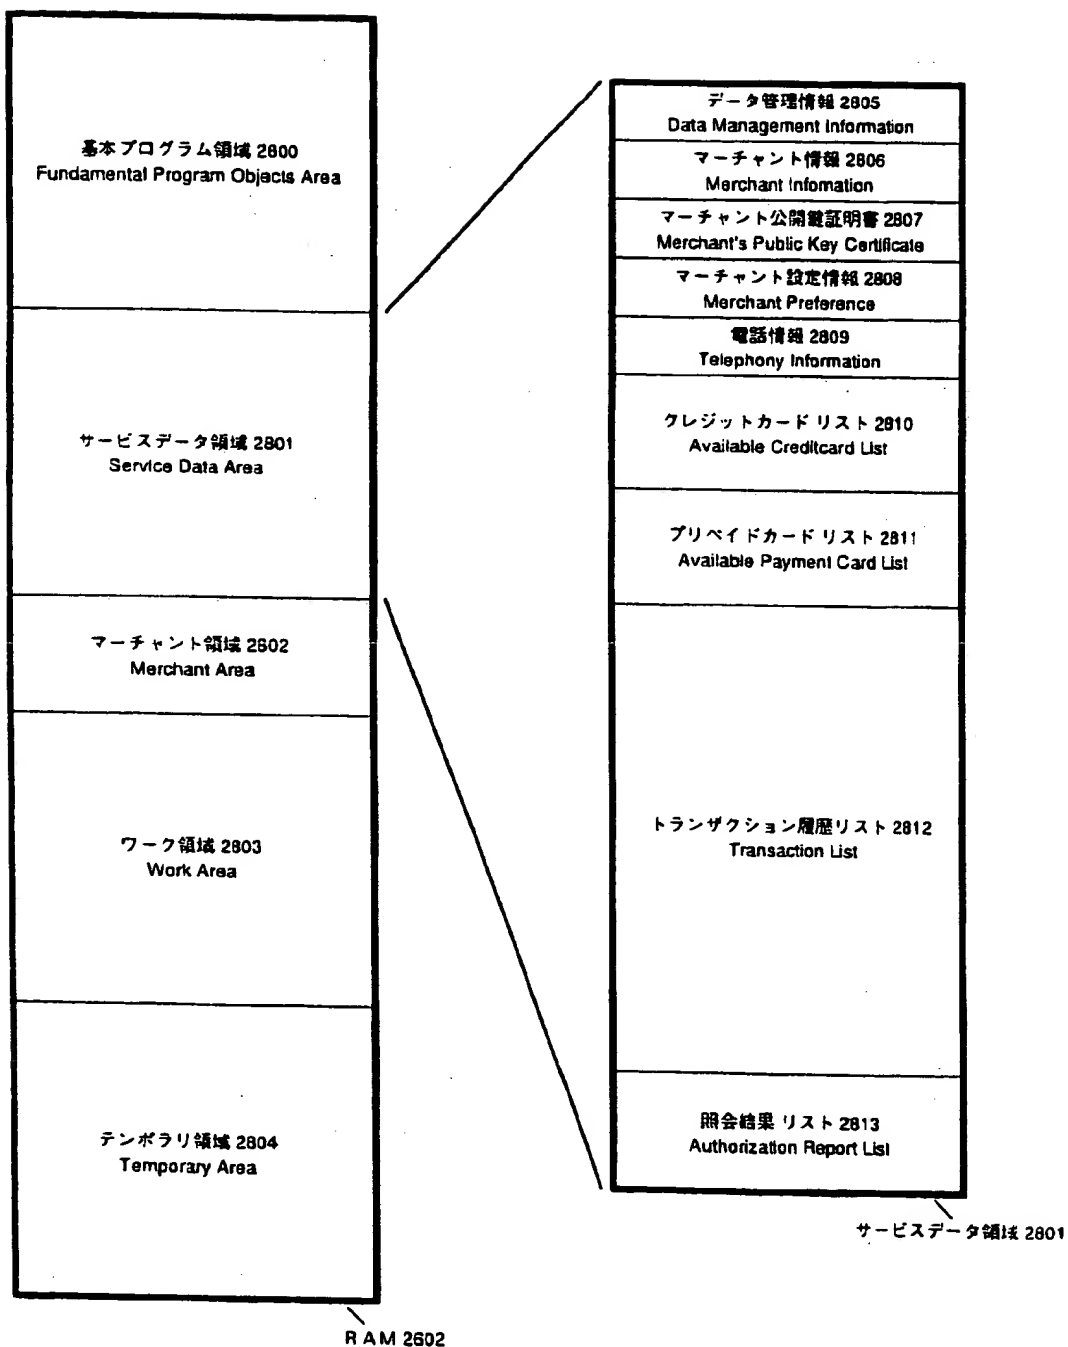 基本プログラム領域 2800
Fundamental Program Objects Area
サービスデータ領域 2801
Service Data Area
マーチャント領域 2802
Merchant Area
ワーク領域 2803
Work Area
テンポラリ領域 2804
Temporary Area
RAM 2602
データ管理情報 2805
Data Management Information
マーチャント情報 2806
Merchant Infomation
マーチャント公開鍵証明書 2807
Merchant's Public Key Certificate
マーチャント設定情報 2808
Merchant Preference
電話情報 2809
Telephony Information
クレジットカード リスト 2810
Available Creditcard List
プリペイドカード リスト 2811
Available Payment Card List
トランザクション履歴リスト 2812
Transaction List
照会結果 リスト 2813
Authorization Report List
サービスデータ領域 2801